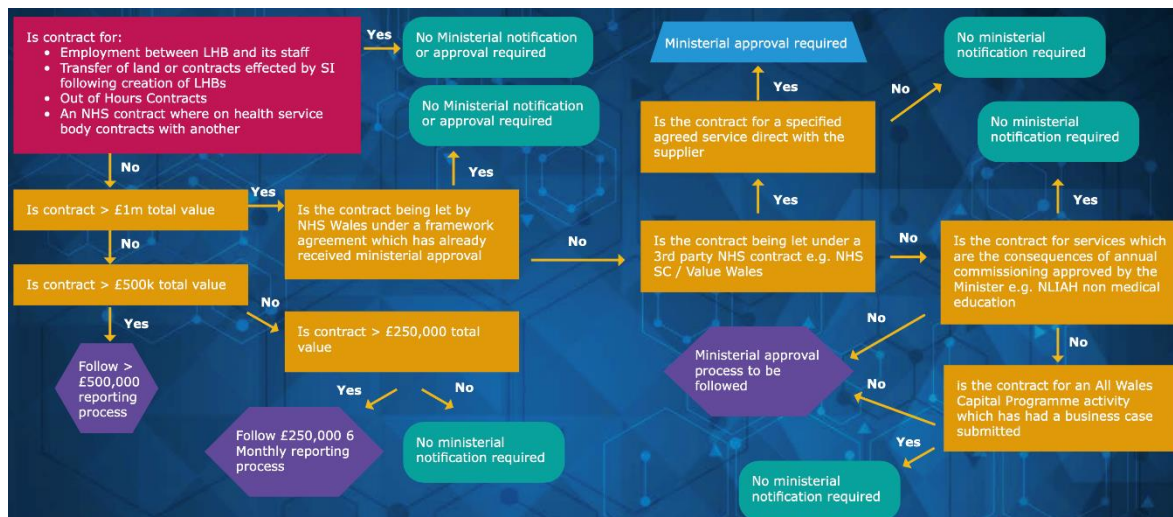 Is contract for:
• Employment between LHB and its staff
• Transfer of land or contracts effected by SI
following creation of LHBs
• Out of Hours Contracts
• An NHS contract where on health service
body contracts with another
Yes
No Ministerial notification
or approval required
No Ministerial notification
or approval required
No
Yes
Is contract > £1m total value
Yes
Is the contract being let by
NHS Wales under a framework
agreement which has already
received ministerial approval
No
No
Is contract > £500k total value
No
Yes
Is contract > £250,000 total
value
Follow >
£500,000
reporting
process
Yes
No
Follow £250,000 6
Monthly reporting
process
No ministerial
notification required
Ministerial approval required
No ministerial
notification required
Yes
No
Is the contract for a specified
agreed service direct with the
supplier
No ministerial
notification required
Yes
Yes
Is the contract being let under a
3rd party NHS contract e.g. NHS
SC / Value Wales
No
Is the contract for services which
are the consequences of annual
commissioning approved by the
Minister e.g. NLIAH non medical
education
No
No
Ministerial approval
process to be
followed
No
is the contract for an All Wales
Capital Programme activity
which has had a business case
submitted
Yes
No ministerial
notification required